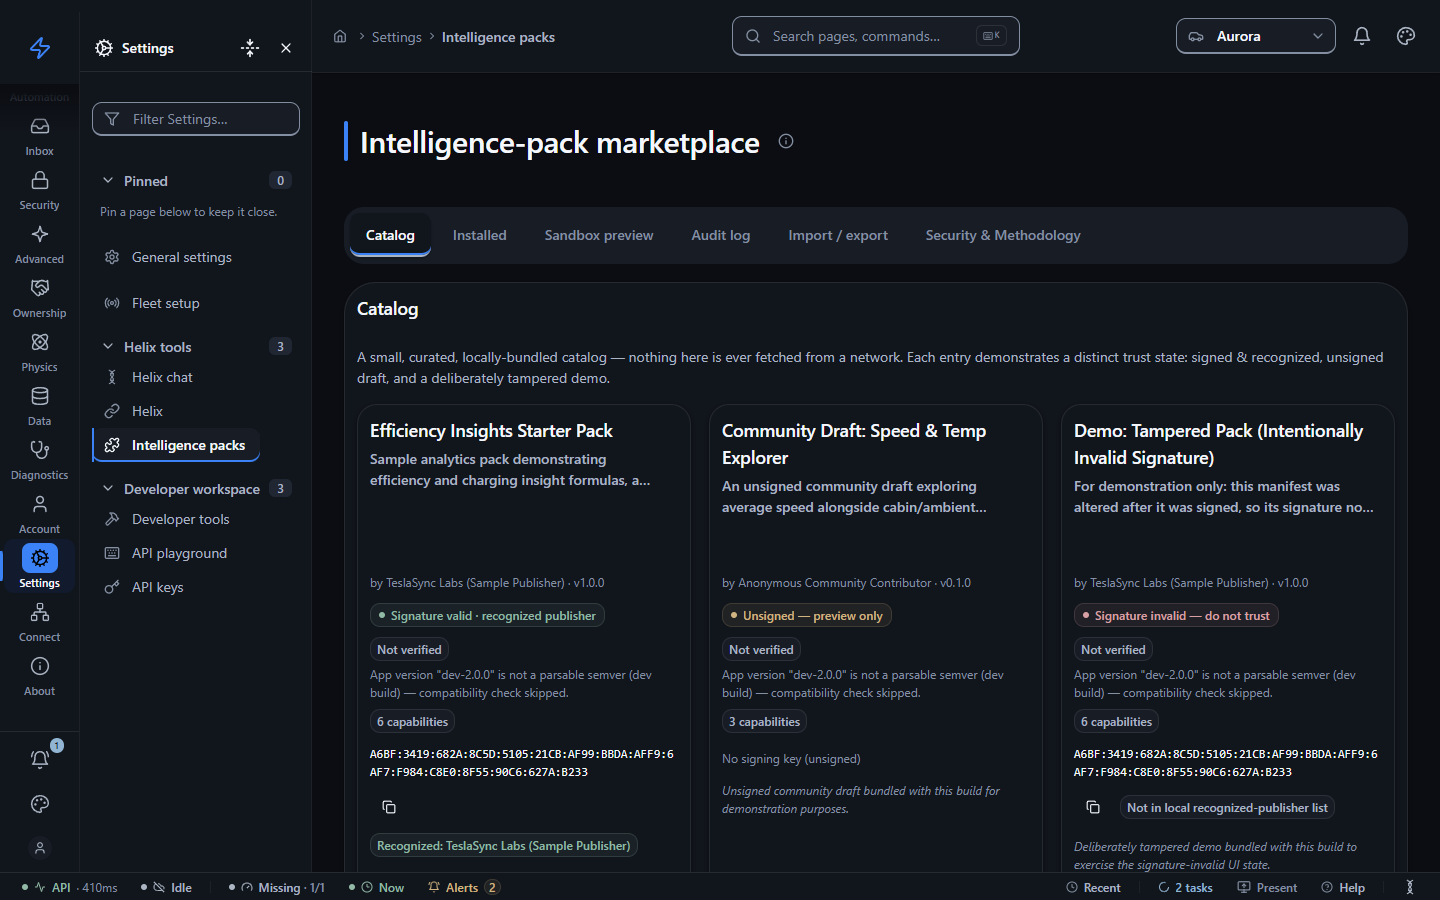 Automation
Inbox
Security
Advanced
Ownership
Physics
Data
Diagnostics
Account
Settings
Connect
About
1
Settings
Filter Settings...
Pinned
0
Pin a page below to keep it close.
General settings
Fleet setup
Helix tools
3
Helix chat
Helix
Intelligence packs
Developer workspace
3
Developer tools
API playground
API keys
Settings
Intelligence packs
Search pages, commands...
K
Aurora
Intelligence-pack marketplace
Catalog
Installed
Sandbox preview
Audit log
Import / export
Security & Methodology
Catalog
A small, curated, locally-bundled catalog — nothing here is ever fetched from a network. Each entry demonstrates a distinct trust state: signed & recognized, unsigned
draft, and a deliberately tampered demo.
Efficiency Insights Starter Pack
Sample analytics pack demonstrating
efficiency and charging insight formulas, a...
by TeslaSync Labs (Sample Publisher) · v1.0.0
Signature valid · recognized publisher
Not verified
App version "dev-2.0.0" is not a parsable semver (dev
build) — compatibility check skipped.
6 capabilities
A6BF:3419:682A:8C5D:5105:21CB:AF99:BBDA:AFF9:6
AF7:F984:C8E0:8F55:90C6:627A:B233
Recognized: TeslaSync Labs (Sample Publisher)
Community Draft: Speed & Temp
Explorer
An unsigned community draft exploring
average speed alongside cabin/ambient...
by Anonymous Community Contributor · v0.1.0
Unsigned — preview only
Not verified
App version "dev-2.0.0" is not a parsable semver (dev
build) — compatibility check skipped.
3 capabilities
No signing key (unsigned)
Unsigned community draft bundled with this build for
demonstration purposes.
Demo: Tampered Pack (Intentionally
Invalid Signature)
For demonstration only: this manifest was
altered after it was signed, so its signature no...
by TeslaSync Labs (Sample Publisher) · v1.0.0
Signature invalid — do not trust
Not verified
App version "dev-2.0.0" is not a parsable semver (dev
build) — compatibility check skipped.
6 capabilities
A6BF:3419:682A:8C5D:5105:21CB:AF99:BBDA:AFF9:6
AF7:F984:C8E0:8F55:90C6:627A:B233
Not in local recognized-publisher list
Deliberately tampered demo bundled with this build to
exercise the signature-invalid UI state.
API · 410ms
Idle
Missing · 1/1
Now
Alerts 2
Recent
2 tasks
Present
Help